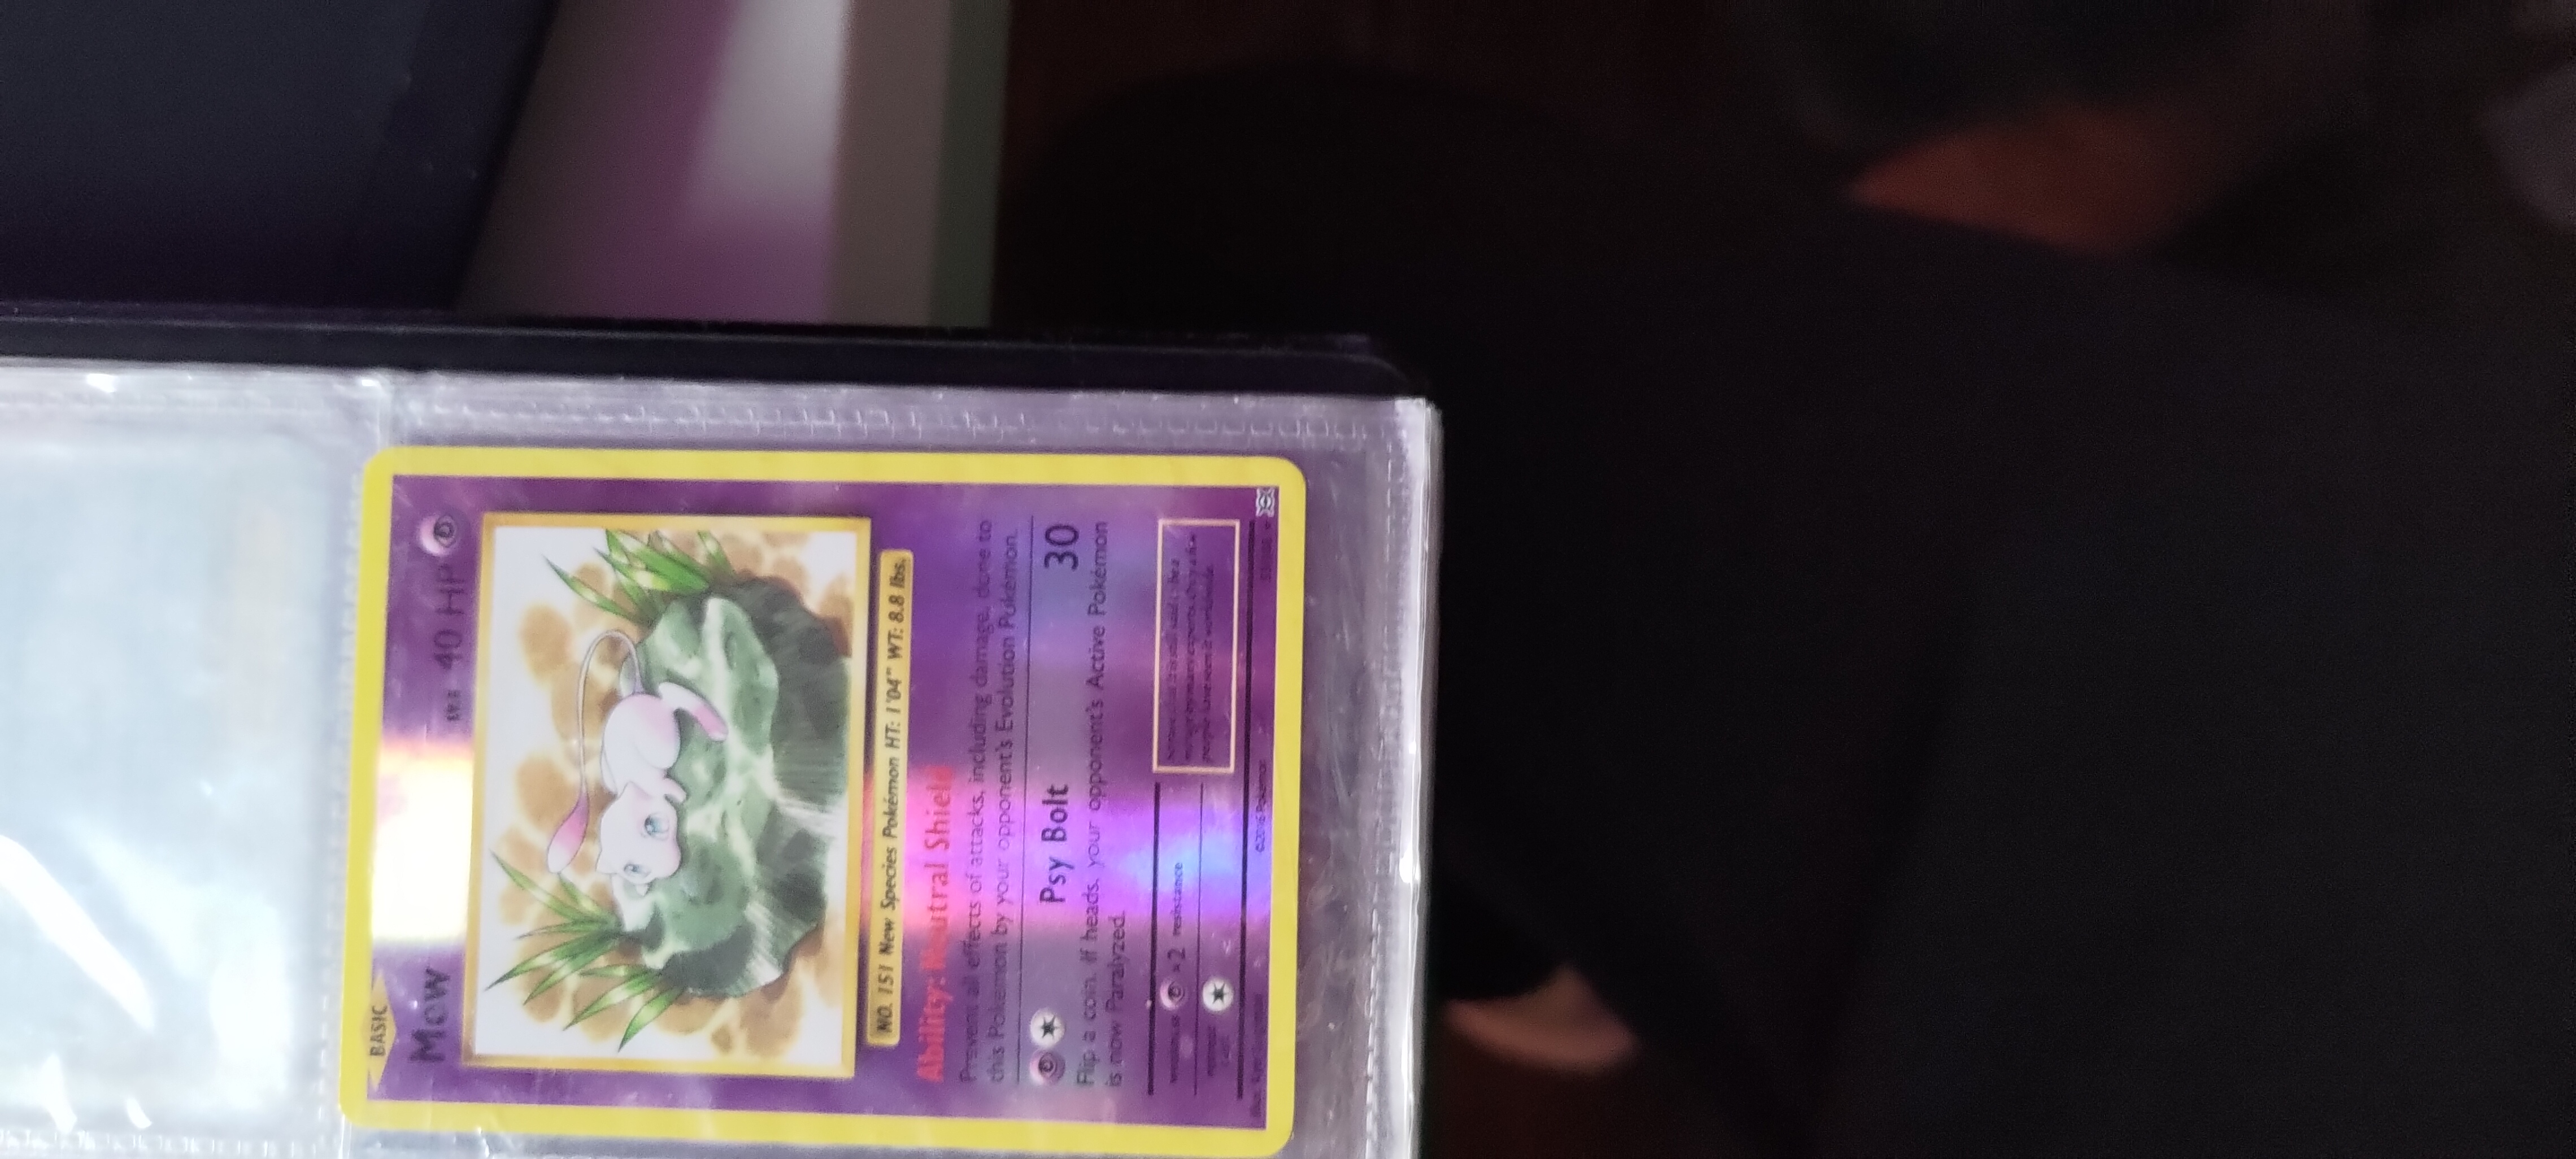 BASIC
Mew 40 HP
NO. 151 New Species Pokémon HT: 1'04" WT: 8.8 lbs.
Ability: Neutral Shield
Prevent all effects of attacks, including damage, done to
this Pokémon by your opponent's Evolution Pokémon.
Psy Bolt 30
Flip a coin. If heads, your opponent's Active Pokémon
is now Paralyzed.
weakness ×2 resistance
©2016 Pokémon